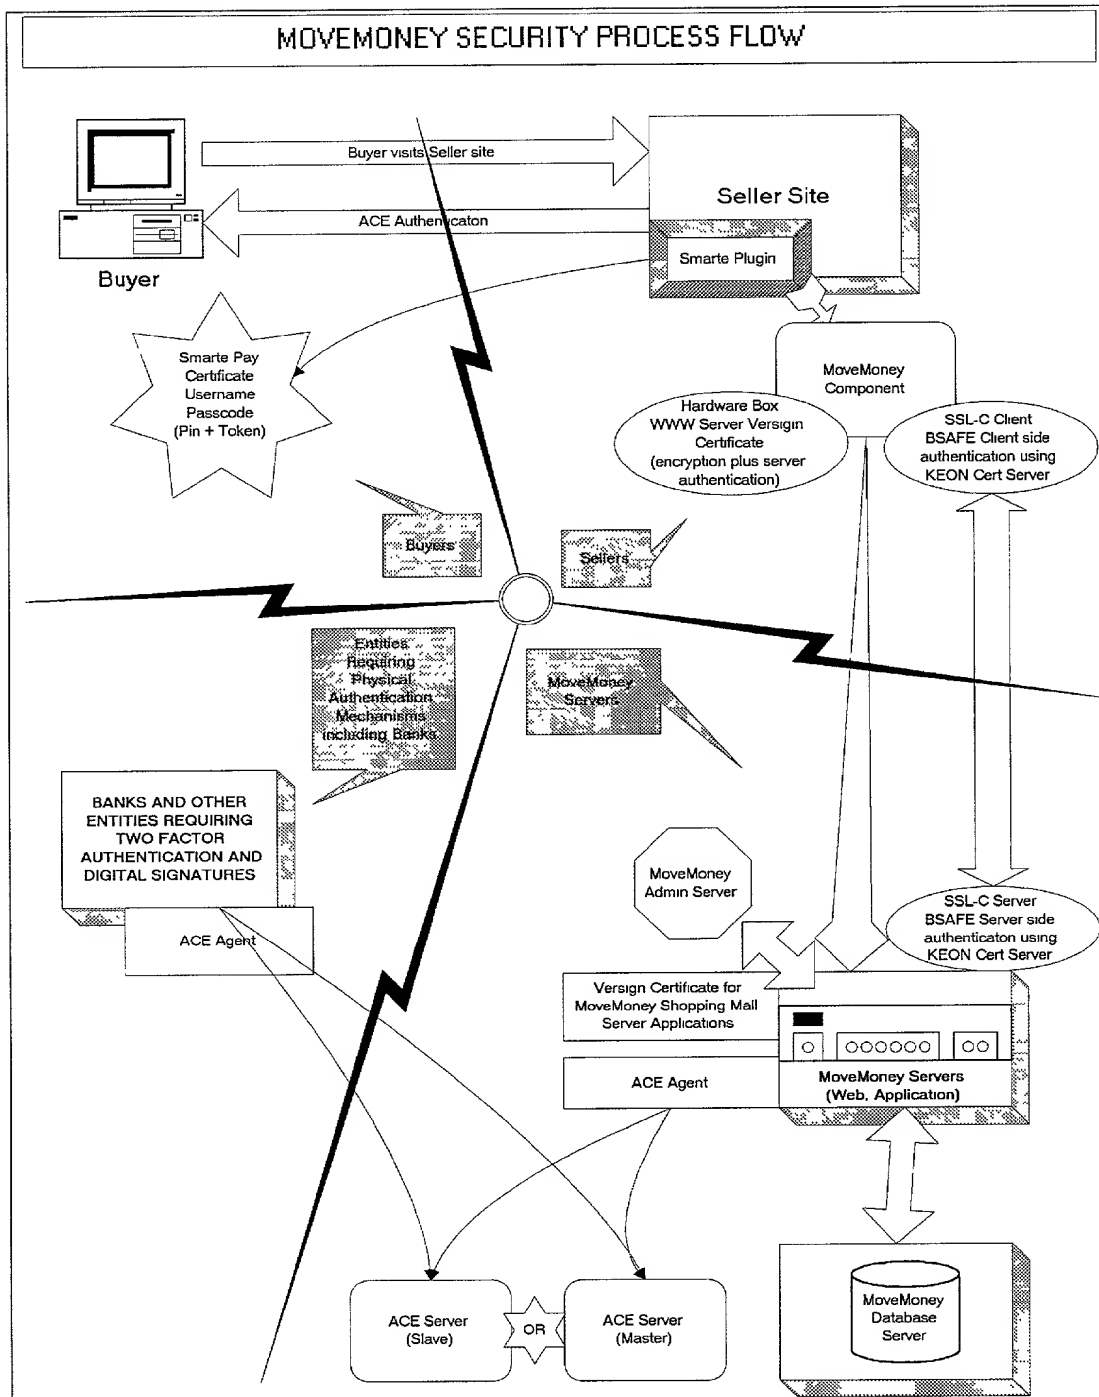 MOVEMONEY SECURITY PROCESS FLOW
Buyer visits Seller site
Seller Site
ACE Authenticaton
Smarte Plugin
Buyer
Smarte Pay
Certificate
Username
Passcode
(Pin + Token)
MoveMoney
Component
Hardware Box
WWW Server Versign
Certificate
(encryption plus server
authentication)
SSL-C Client
BSAFE Client side
authentication using
KEON Cert Server
Buyers
Sellers
Entities
Requiring
Physical
Authentication
Mechanisms
including Banks
MoveMoney
Servers
BANKS AND OTHER
ENTITIES REQUIRING
TWO FACTOR
AUTHENTICATION AND
DIGITAL SIGNATURES
ACE Agent
MoveMoney
Admin Server
SSL-C Server
BSAFE Server side
authenticaton using
KEON Cert Server
Versign Certificate for
MoveMoney Shopping Mall
Server Applications
ACE Agent
MoveMoney Servers
(Web, Application)
ACE Server
(Slave)
OR
ACE Server
(Master)
MoveMoney
Database
Server